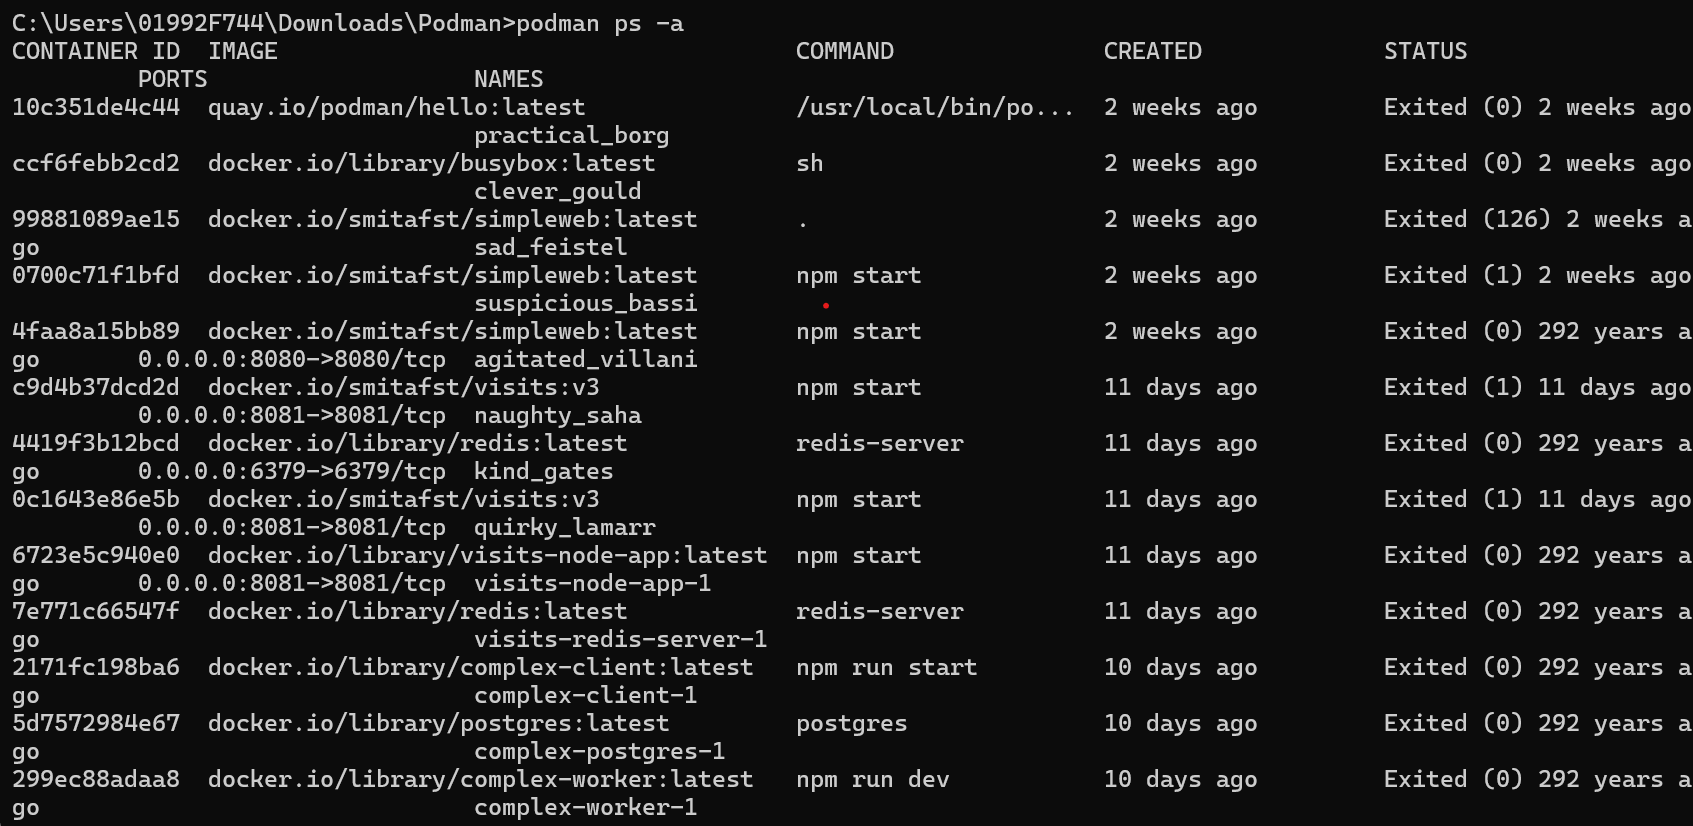 C:\Users\01992F744\Downloads\Podman>podman ps -a
CONTAINER ID  IMAGE                                     COMMAND               CREATED             STATUS
         PORTS                   NAMES
10c351de4c44  quay.io/podman/hello:latest               /usr/local/bin/po...  2 weeks ago         Exited (0) 2 weeks ago
                                 practical_borg
ccf6febb2cd2  docker.io/library/busybox:latest          sh                    2 weeks ago         Exited (0) 2 weeks ago
                                 clever_gould
99881089ae15  docker.io/smitafst/simpleweb:latest       .                     2 weeks ago         Exited (126) 2 weeks a
go                               sad_feistel
0700c71f1bfd  docker.io/smitafst/simpleweb:latest       npm start             2 weeks ago         Exited (1) 2 weeks ago
                                 suspicious_bassi
4faa8a15bb89  docker.io/smitafst/simpleweb:latest       npm start             2 weeks ago         Exited (0) 292 years a
go       0.0.0.0:8080->8080/tcp  agitated_villani
c9d4b37dcd2d  docker.io/smitafst/visits:v3              npm start             11 days ago         Exited (1) 11 days ago
         0.0.0.0:8081->8081/tcp  naughty_saha
4419f3b12bcd  docker.io/library/redis:latest            redis-server          11 days ago         Exited (0) 292 years a
go       0.0.0.0:6379->6379/tcp  kind_gates
0c1643e86e5b  docker.io/smitafst/visits:v3              npm start             11 days ago         Exited (1) 11 days ago
         0.0.0.0:8081->8081/tcp  quirky_lamarr
6723e5c940e0  docker.io/library/visits-node-app:latest  npm start             11 days ago         Exited (0) 292 years a
go       0.0.0.0:8081->8081/tcp  visits-node-app-1
7e771c66547f  docker.io/library/redis:latest            redis-server          11 days ago         Exited (0) 292 years a
go                               visits-redis-server-1
2171fc198ba6  docker.io/library/complex-client:latest   npm run start         10 days ago         Exited (0) 292 years a
go                               complex-client-1
5d7572984e67  docker.io/library/postgres:latest         postgres              10 days ago         Exited (0) 292 years a
go                               complex-postgres-1
299ec88adaa8  docker.io/library/complex-worker:latest   npm run dev           10 days ago         Exited (0) 292 years a
go                               complex-worker-1